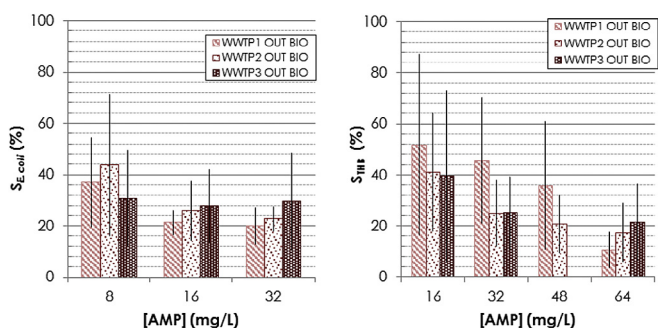 100
80
60
40
20
0
S E. coli (%)
WWTP1 OUT BIO
WWTP2 OUT BIO
WWTP3 OUT BIO
8 16 32
[AMP] (mg/L)
100
80
60
40
20
0
S THB (%)
WWTP1 OUT BIO
WWTP2 OUT BIO
WWTP3 OUT BIO
16 32 48 64
[AMP] (mg/L)